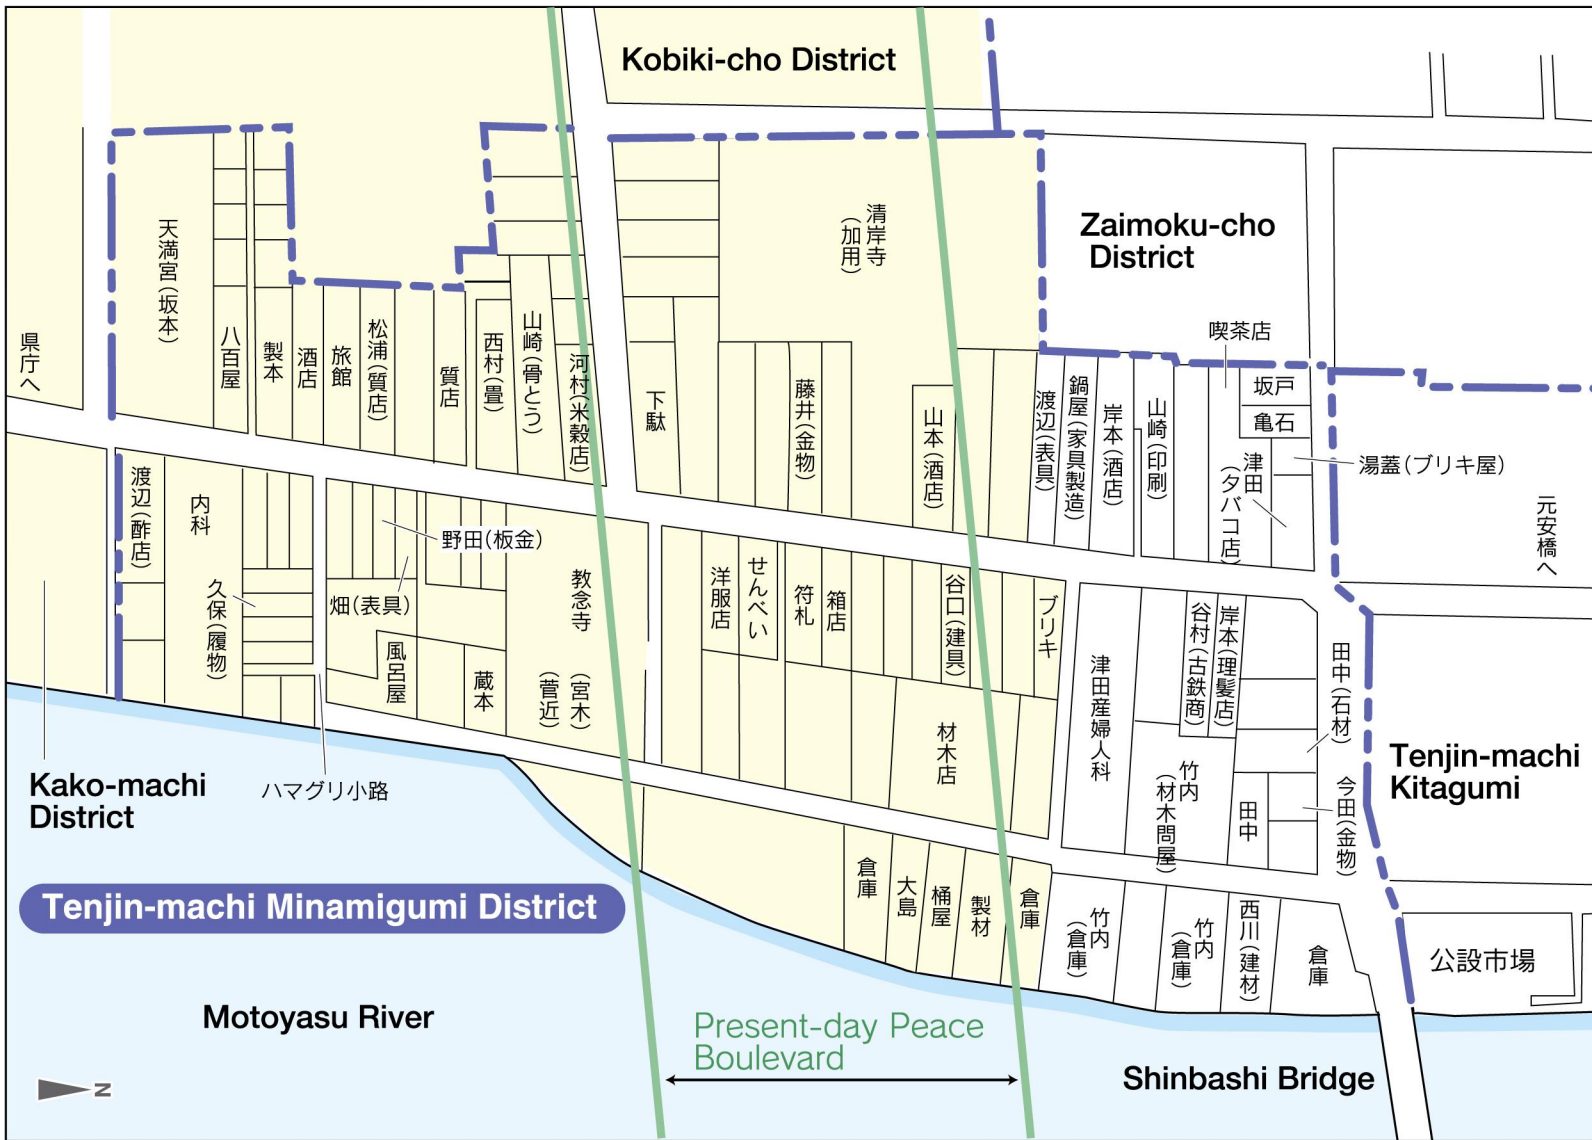 Kobiki-cho District
Zaimoku-cho
District
天満宮(坂本)
八百屋
製本
酒店
旅館
松浦(質店)
質店
西村(畳)
山崎(骨とう)
河村(米穀店)
下駄
清岸寺
(加用)
藤井(金物)
山本(酒店)
渡辺(表具)
鍋屋(家具製造)
岸本(酒店)
山崎(印刷)
喫茶店
坂戸
亀石
津田
(タバコ店)
湯蓋(ブリキ屋)
県庁へ
元安橋へ
渡辺(酢店)
内科
久保(履物)
野田(板金)
畑(表具)
風呂屋
蔵本
教念寺
(宮木)
(菅近)
洋服店
せんべい
符札
箱店
谷口(建具)
ブリキ
材木店
津田産婦人科
谷村(古鉄商)
岸本(理髪店)
竹内
(材木問屋)
田中
田中(石材)
今田(金物)
Tenjin-machi
Kitagumi
Kako-machi
District
ハマグリ小路
倉庫
大島
桶屋
製材
倉庫
竹内
(倉庫)
竹内
(倉庫)
西川(建材)
倉庫
公設市場
Tenjin-machi Minamigumi District
Motoyasu River
Present-day Peace
Boulevard
Shinbashi Bridge
N